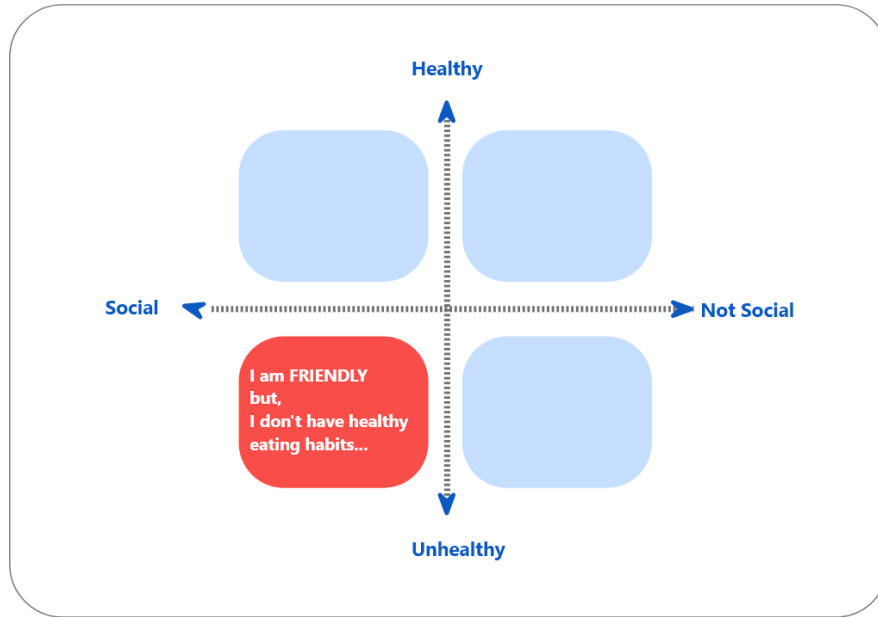 Healthy
Social
Not Social
I am FRIENDLY
but,
I don't have healthy
eating habits...
Unhealthy